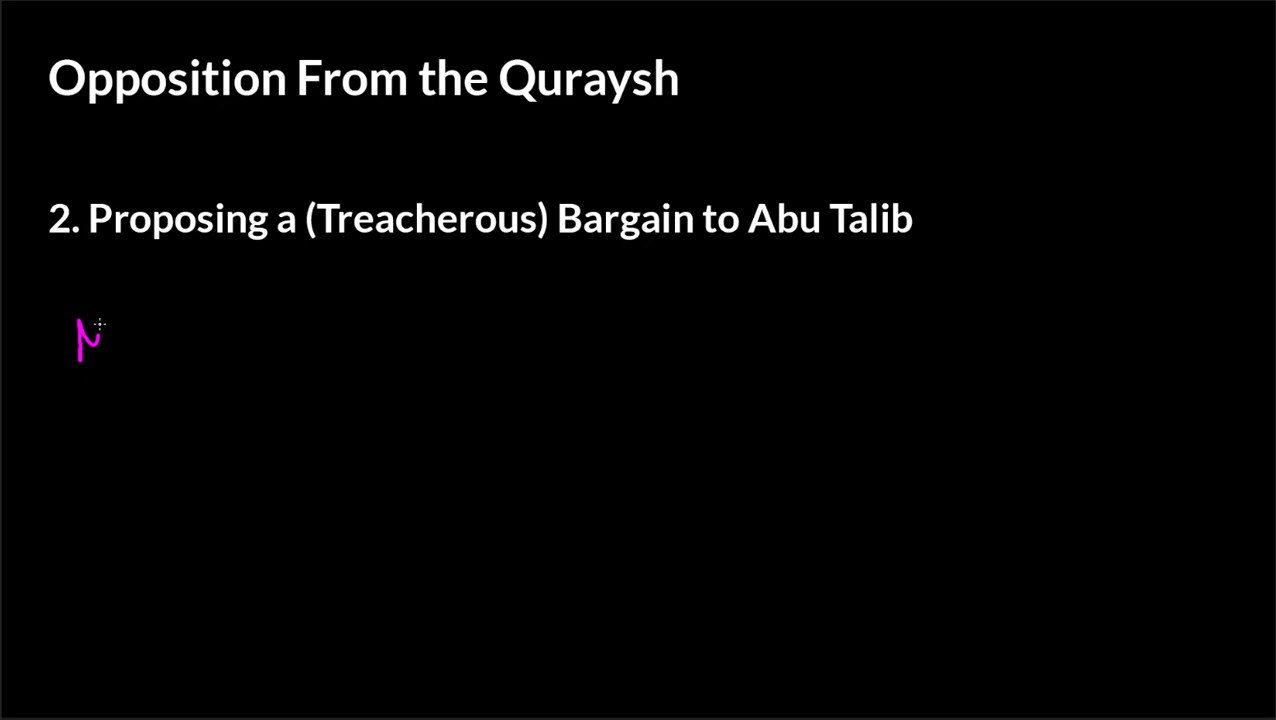 Opposition From the Quraysh
2. Proposing a (Treacherous) Bargain to Abu Talib